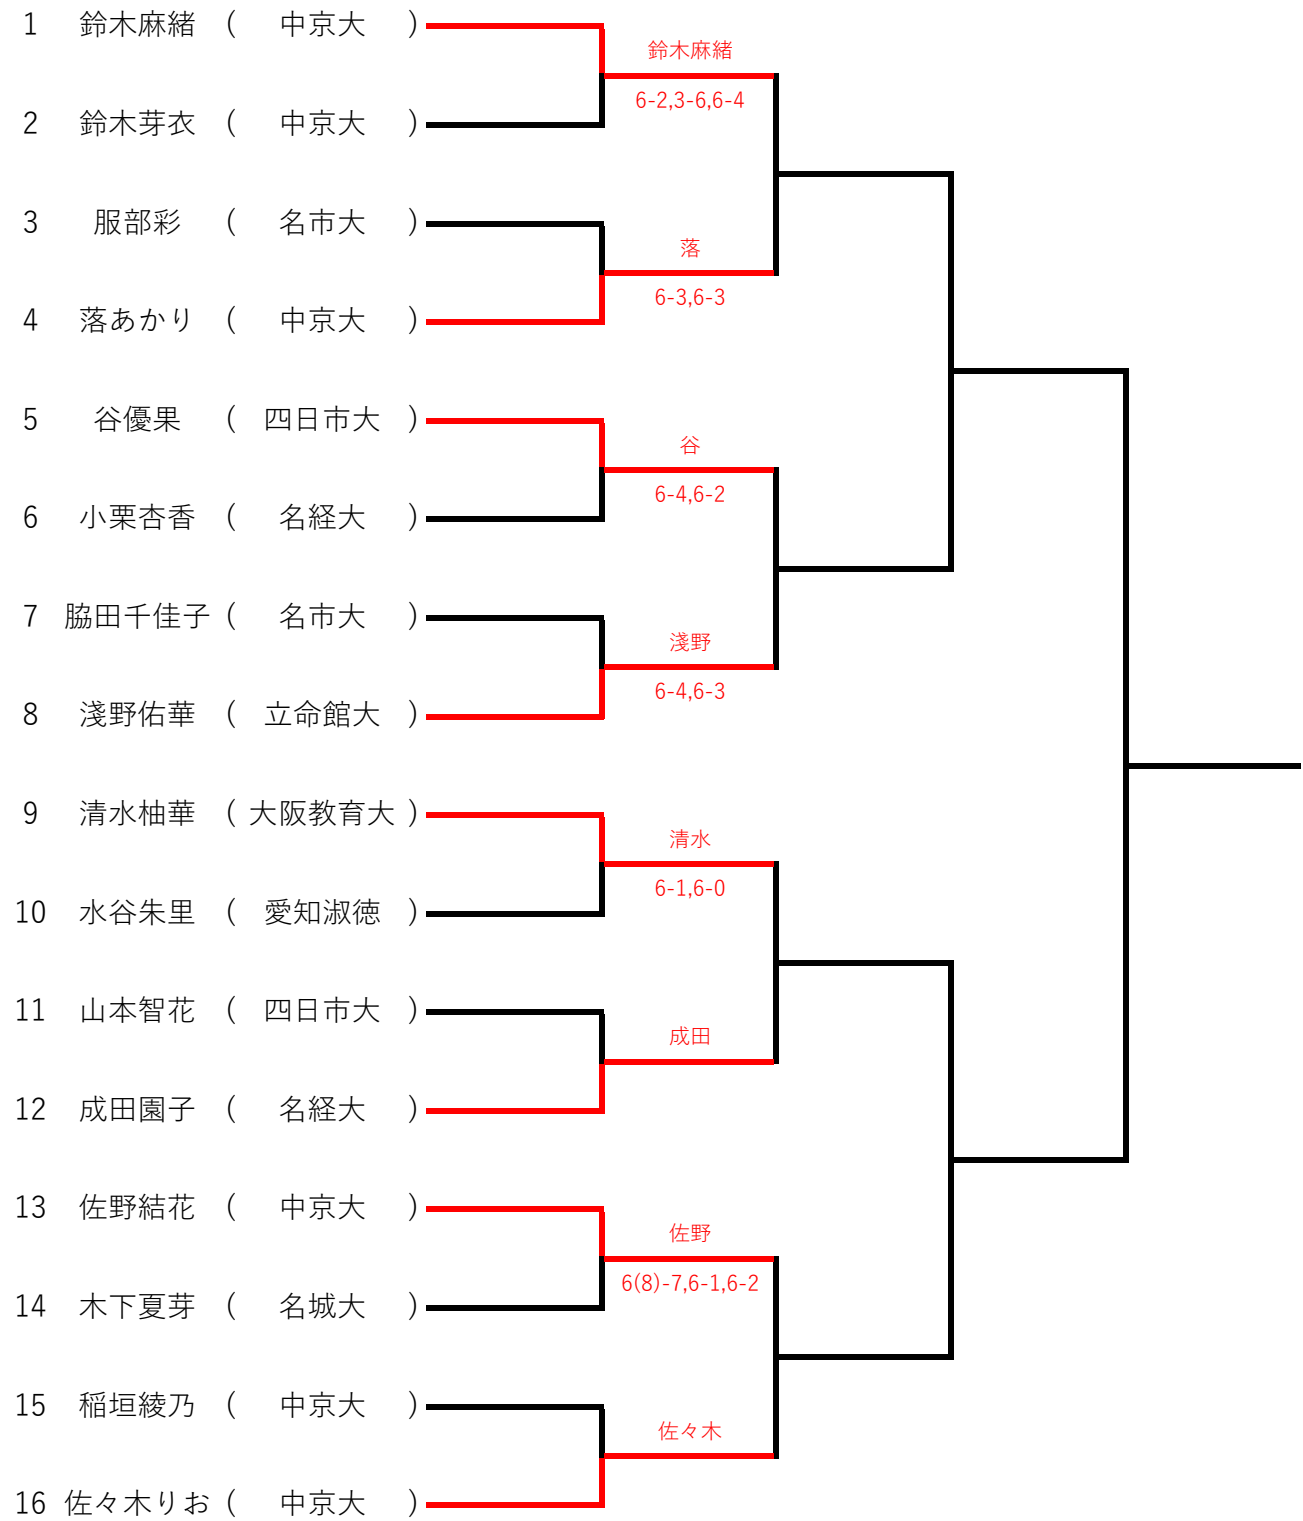 1 鈴木麻緒 ( 中京大 )
鈴木麻緒
6-2,3-6,6-4
2 鈴木芽衣 ( 中京大 )
3 服部彩 ( 名市大 )
落
6-3,6-3
4 落あかり ( 中京大 )
5 谷優果 ( 四日市大 )
谷
6-4,6-2
6 小栗杏香 ( 名経大 )
7 脇田千佳子 ( 名市大 )
淺野
6-4,6-3
8 淺野佑華 ( 立命館大 )
9 清水柚華 ( 大阪教育大 )
清水
6-1,6-0
10 水谷朱里 ( 愛知淑徳 )
11 山本智花 ( 四日市大 )
成田
12 成田園子 ( 名経大 )
13 佐野結花 ( 中京大 )
佐野
6(8)-7,6-1,6-2
14 木下夏芽 ( 名城大 )
15 稲垣綾乃 ( 中京大 )
佐々木
16 佐々木りお ( 中京大 )